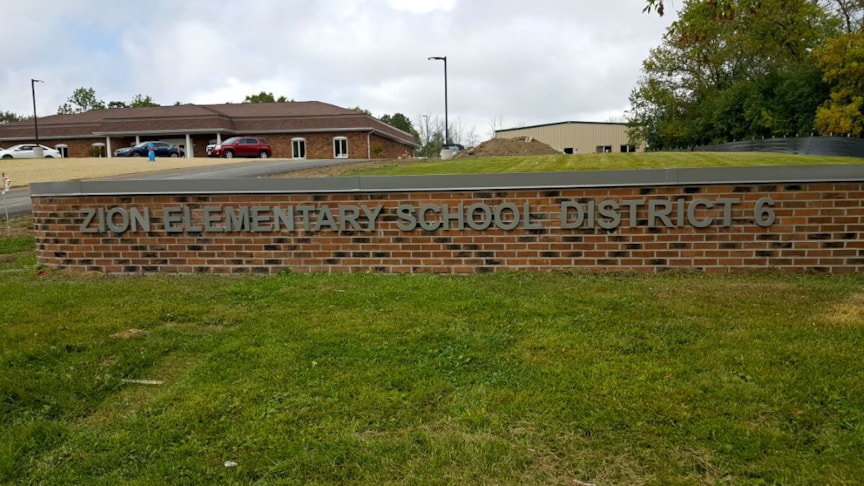 ZION ELEMENTARY SCHOOL DISTRICT 6